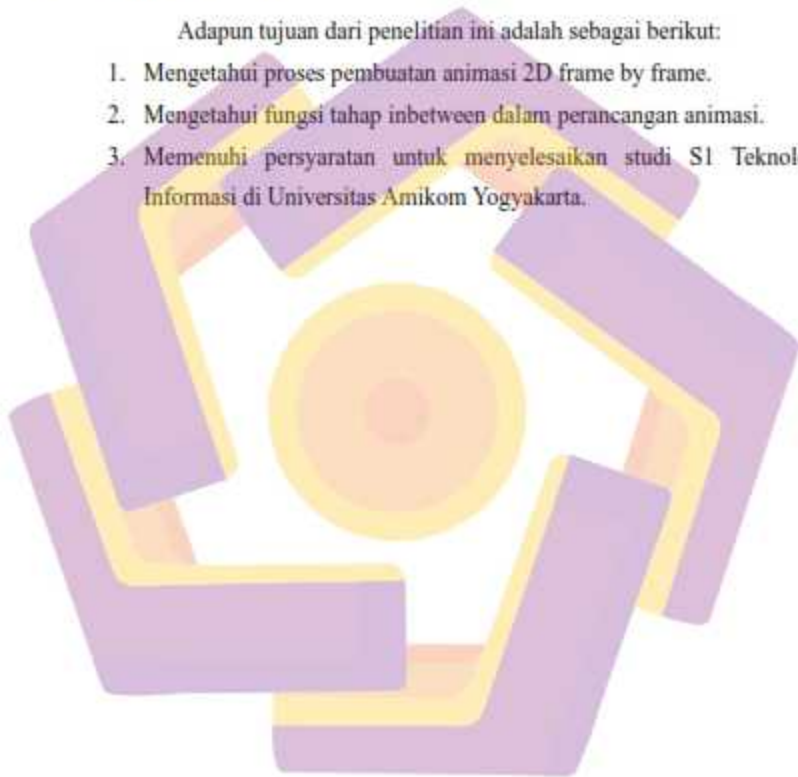 Adapun tujuan dari penelitian ini adalah sebagai berikut:
1. Mengetahui proses pembuatan animasi 2D frame by frame.
2. Mengetahui fungsi tahap inbetween dalam perancangan animasi.
3. Memenuhi persyaratan untuk menyelesaikan studi S1 Teknol
Informasi di Universitas Amikom Yogyakarta.